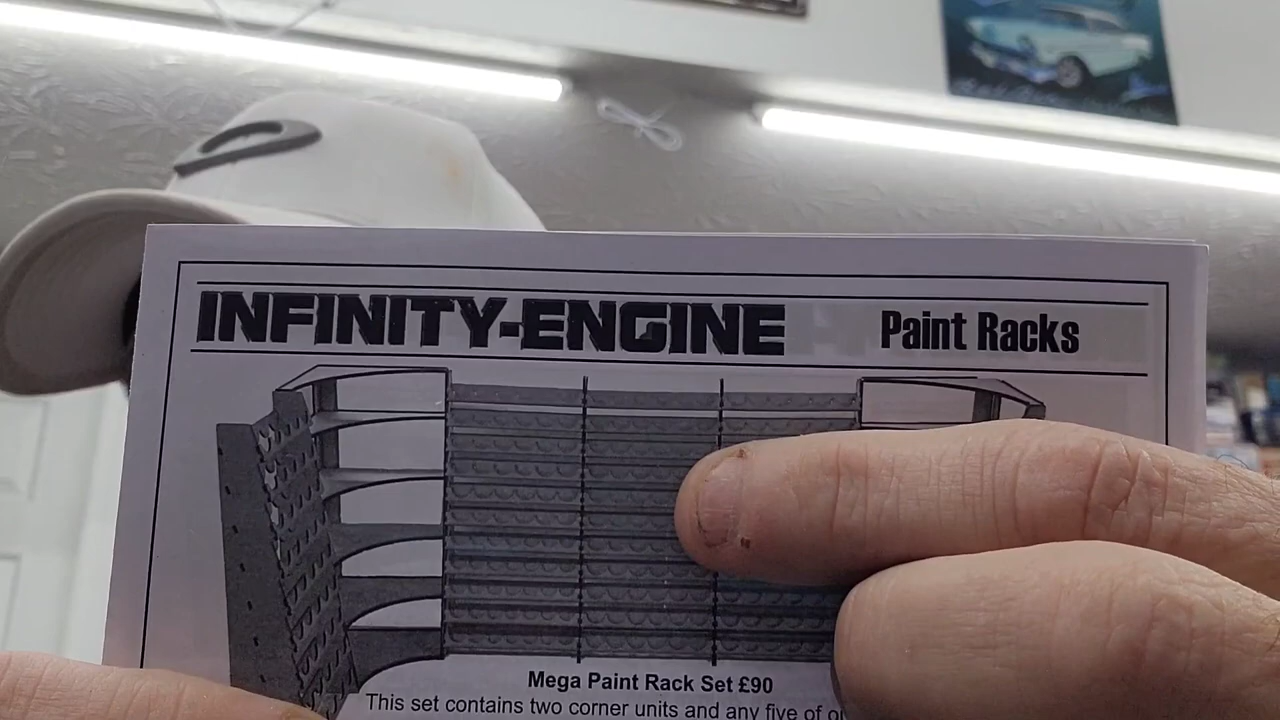 INFINITY-ENGINE Paint Racks
Mega Paint Rack Set £90
This set contains two corner units and any five of